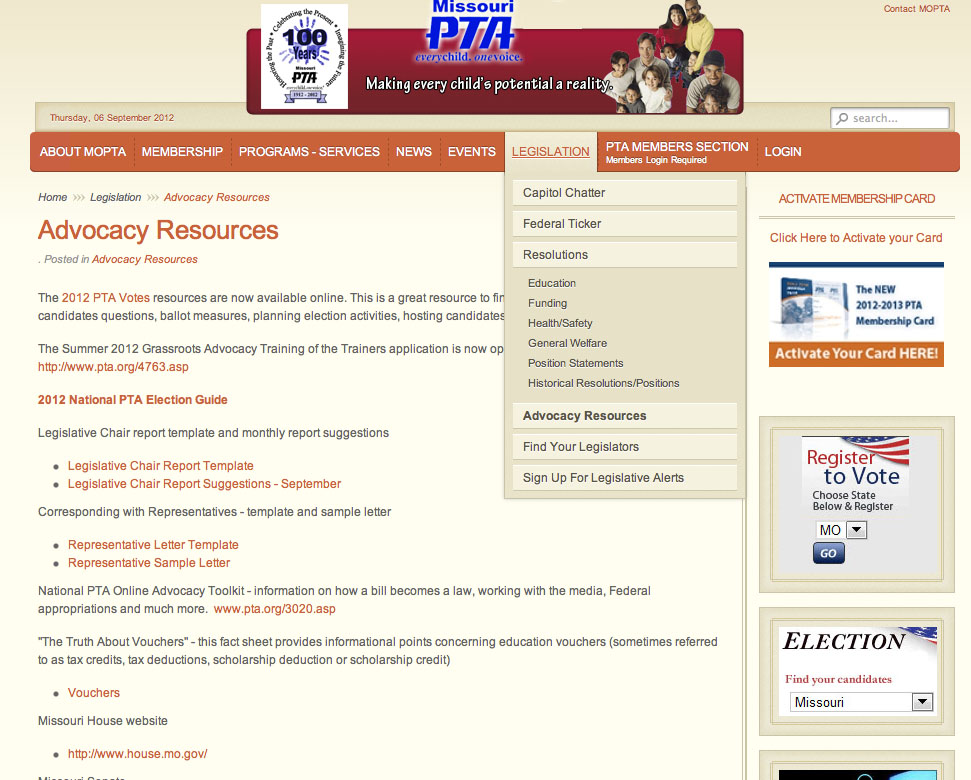 Contact MOPTA
Celebrating the Present • Imagining the Future • Honoring the Past
100
Years
Missouri
PTA
everychild.onevoice.
1912 - 2012
Missouri
PTA
everychild. onevoice.
Making every child's potential a reality.
Thursday, 06 September 2012
search...
ABOUT MOPTA
MEMBERSHIP
PROGRAMS - SERVICES
NEWS
EVENTS
LEGISLATION
PTA MEMBERS SECTION
Members Login Required
LOGIN
Capitol Chatter
Federal Ticker
Resolutions
Education
Funding
Health/Safety
General Welfare
Position Statements
Historical Resolutions/Positions
Advocacy Resources
Find Your Legislators
Sign Up For Legislative Alerts
Home »» Legislation »» Advocacy Resources
Advocacy Resources
. Posted in Advocacy Resources
The 2012 PTA Votes resources are now available online. This is a great resource to
candidates questions, ballot measures, planning election activities, hosting candidates
The Summer 2012 Grassroots Advocacy Training of the Trainers application is now
http://www.pta.org/4763.asp
2012 National PTA Election Guide
Legislative Chair report template and monthly report suggestions
• Legislative Chair Report Template
• Legislative Chair Report Suggestions - September
Corresponding with Representatives - template and sample letter
• Representative Letter Template
• Representative Sample Letter
National PTA Online Advocacy Toolkit - information on how a bill becomes a law, working with the media, Federal
appropriations and much more. www.pta.org/3020.asp
"The Truth About Vouchers" - this fact sheet provides informational points concerning education vouchers (sometimes referred
to as tax credits, tax deductions, scholarship deduction or scholarship credit)
• Vouchers
Missouri House website
• http://www.house.mo.gov/
Missouri Senate
ACTIVATE MEMBERSHIP CARD
Click Here to Activate your Card
The NEW
2012-2013 PTA
Membership Card
Activate Your Card HERE!
Register
to Vote
Choose State
Below & Register
MO
GO
ELECTION
Find your candidates
Missouri